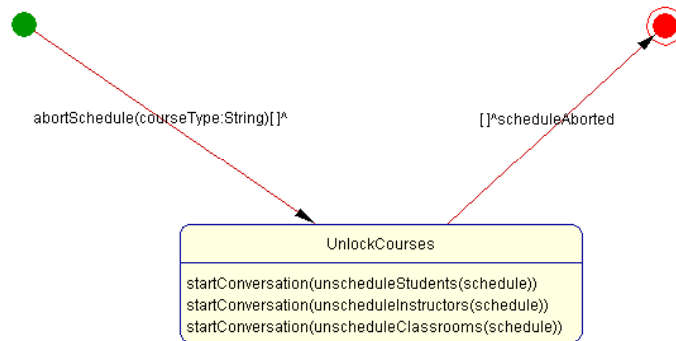 abortSchedule(courseType:String)[]^
[]^scheduleAborted
UnlockCourses
startConversation(unscheduleStudents(schedule))
startConversation(unscheduleInstructors(schedule))
startConversation(unscheduleClassrooms(schedule))